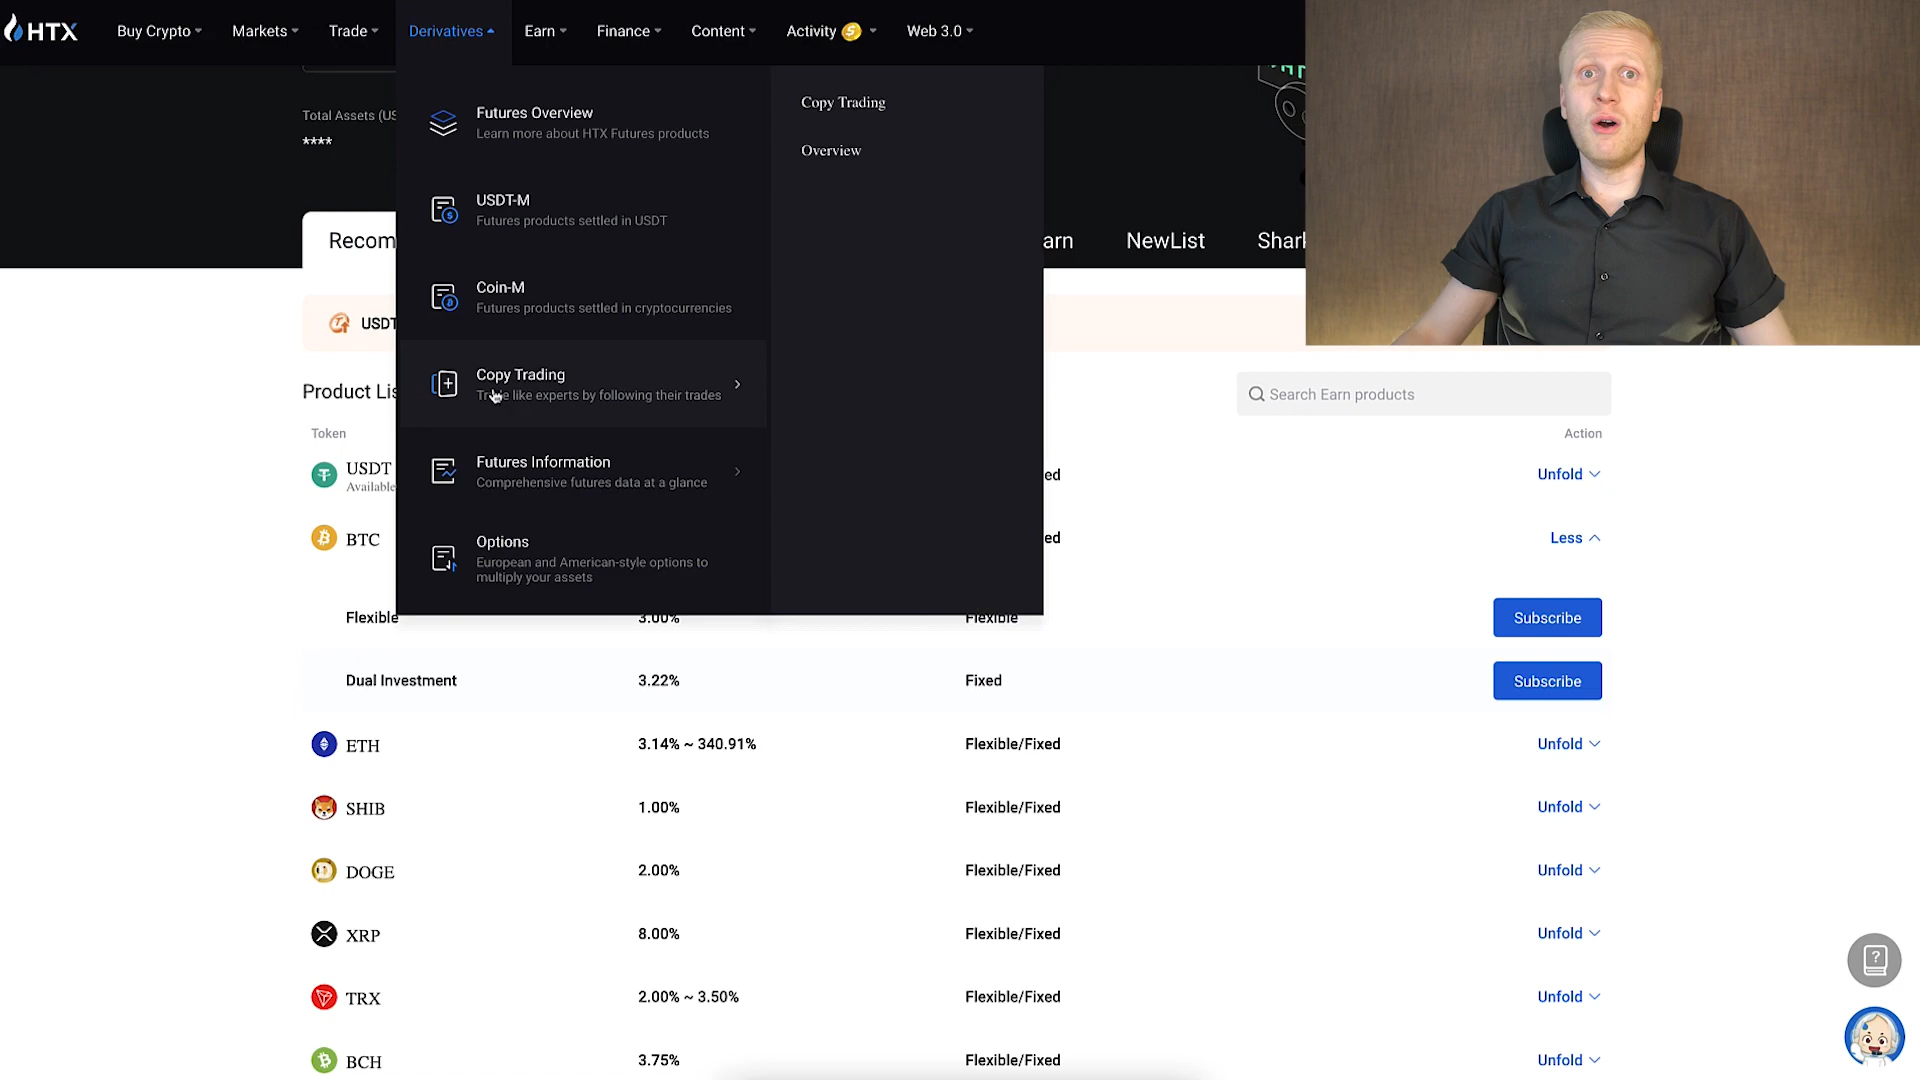 HTX
Buy Crypto
Markets
Trade
Derivatives
Earn
Finance
Content
Activity
Web 3.0
Total Assets (US
****
Futures Overview
Learn more about HTX Futures products
USDT-M
Futures products settled in USDT
Coin-M
Futures products settled in cryptocurrencies
Copy Trading
Trade like experts by following their trades
Futures Information
Comprehensive futures data at a glance
Options
European and American-style options to
multiply your assets
Copy Trading
Overview
Recom
arn
NewList
Shark
USDT
Product Lis
Search Earn products
Token
Action
USDT
Available
ed
Unfold
BTC
ed
Less
Flexible
3.00%
Flexible
Subscribe
Dual Investment
3.22%
Fixed
Subscribe
ETH
3.14% ~ 340.91%
Flexible/Fixed
Unfold
SHIB
1.00%
Flexible/Fixed
Unfold
DOGE
2.00%
Flexible/Fixed
Unfold
XRP
8.00%
Flexible/Fixed
Unfold
TRX
2.00% ~ 3.50%
Flexible/Fixed
Unfold
BCH
3.75%
Flexible/Fixed
Unfold